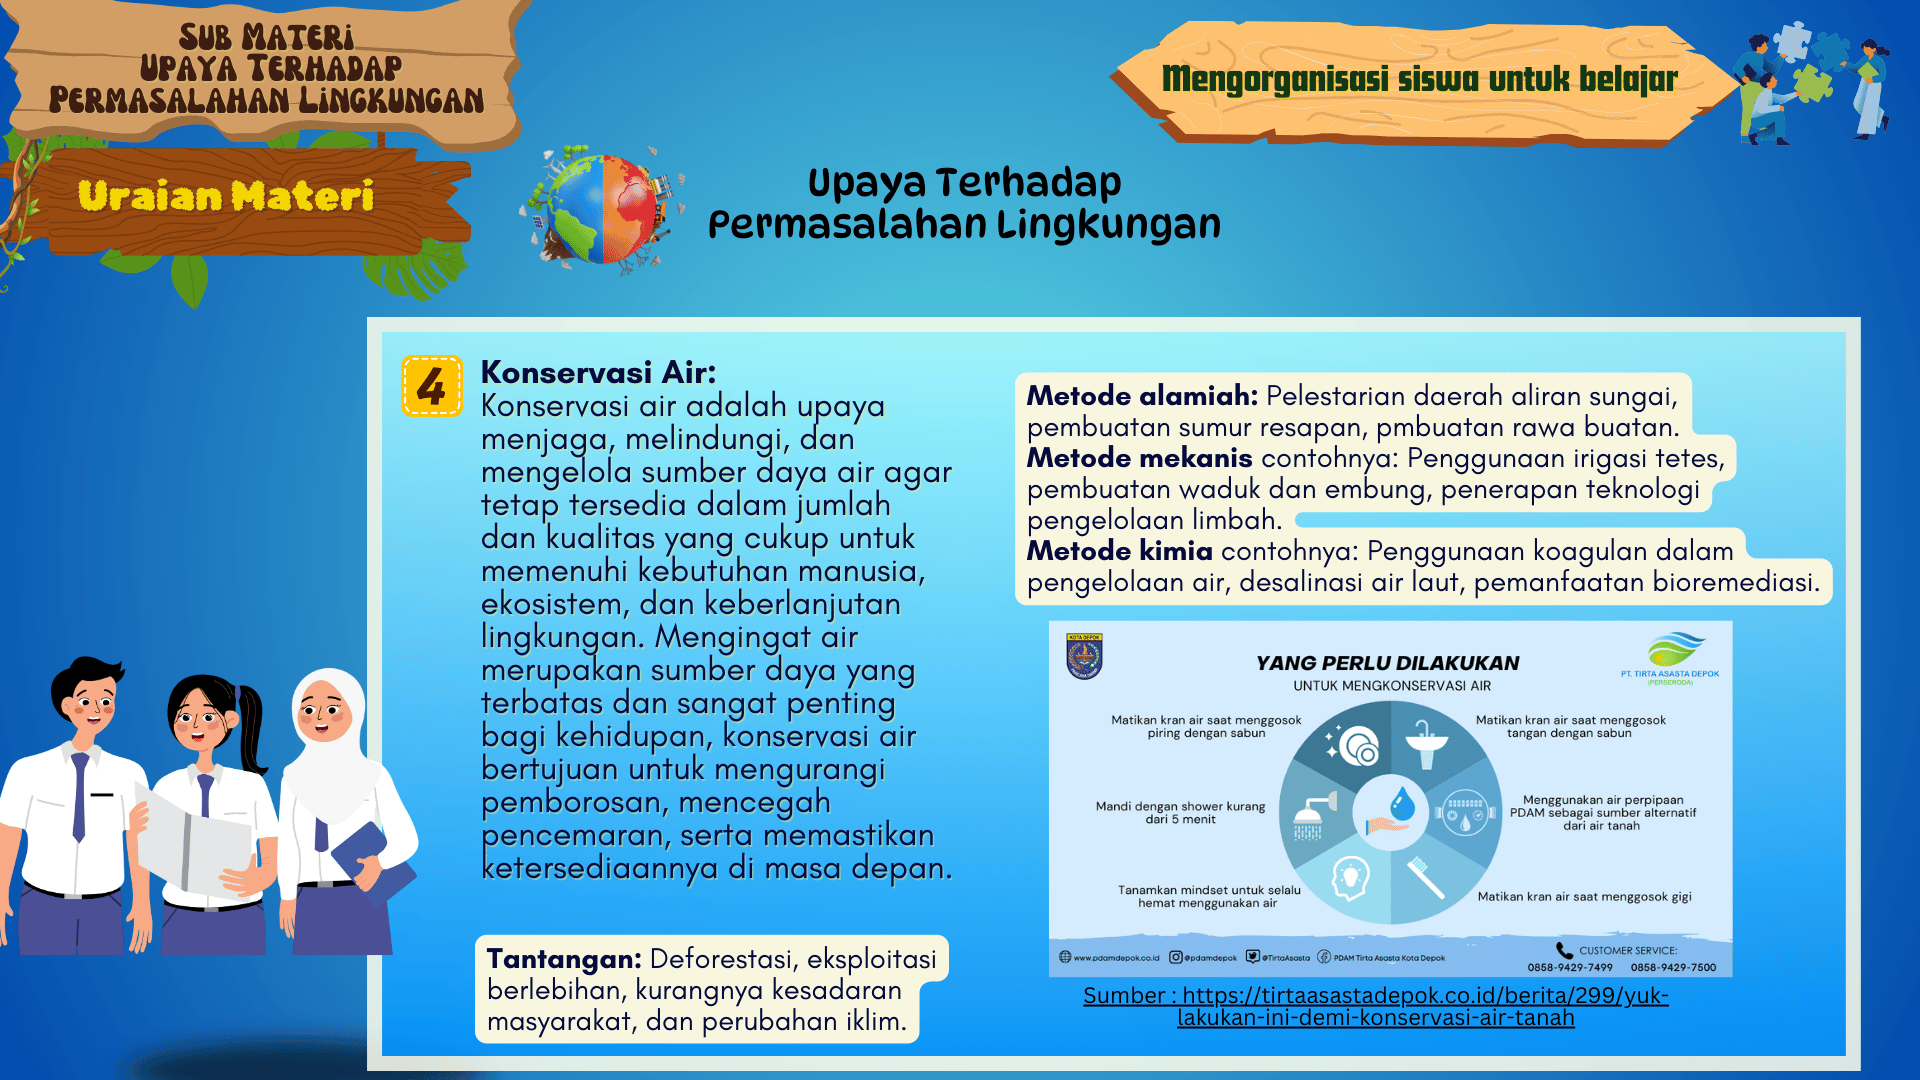 Sub Materi
Upaya Terhadap
Permasalahan Lingkungan
Uraian Materi
Mengorganisasi siswa untuk belajar
Upaya Terhadap
Permasalahan Lingkungan
4
Konservasi Air:
Konservasi air adalah upaya
menjaga, melindungi, dan
mengelola sumber daya air agar
tetap tersedia dalam jumlah
dan kualitas yang cukup untuk
memenuhi kebutuhan manusia,
ekosistem, dan keberlanjutan
lingkungan. Mengingat air
merupakan sumber daya yang
terbatas dan sangat penting
bagi kehidupan, konservasi air
bertujuan untuk mengurangi
pemborosan, mencegah
pencemaran, serta memastikan
ketersediaannya di masa depan.
Tantangan: Deforestasi, eksploitasi
berlebihan, kurangnya kesadaran
masyarakat, dan perubahan iklim.
Metode alamiah: Pelestarian daerah aliran sungai,
pembuatan sumur resapan, pmbuatan rawa buatan.
Metode mekanis contohnya: Penggunaan irigasi tetes,
pembuatan waduk dan embung, penerapan teknologi
pengelolaan limbah.
Metode kimia contohnya: Penggunaan koagulan dalam
pengelolaan air, desalinasi air laut, pemanfaatan bioremediasi.
KOTA DEPOK
YANG PERLU DILAKUKAN
UNTUK MENGKONSERVASI AIR
PT. TIRTA ASASTA DEPOK
(PERSERODA)
Matikan kran air saat menggosok
piring dengan sabun
Matikan kran air saat menggosok
tangan dengan sabun
Mandi dengan shower kurang
dari 5 menit
Menggunakan air perpipaan
PDAM sebagai sumber alternatif
dari air tanah
Tanamkan mindset untuk selalu
hemat menggunakan air
Matikan kran air saat menggosok gigi
www.pdamdepok.co.id @pdamdepok @TirtaAsasta PDAM Tirta Asasta Kota Depok
CUSTOMER SERVICE:
0858-9429-7499 0858-9429-7500
Sumber : https://tirtaasastadepok.co.id/berita/299/yuk-
lakukan-ini-demi-konservasi-air-tanah